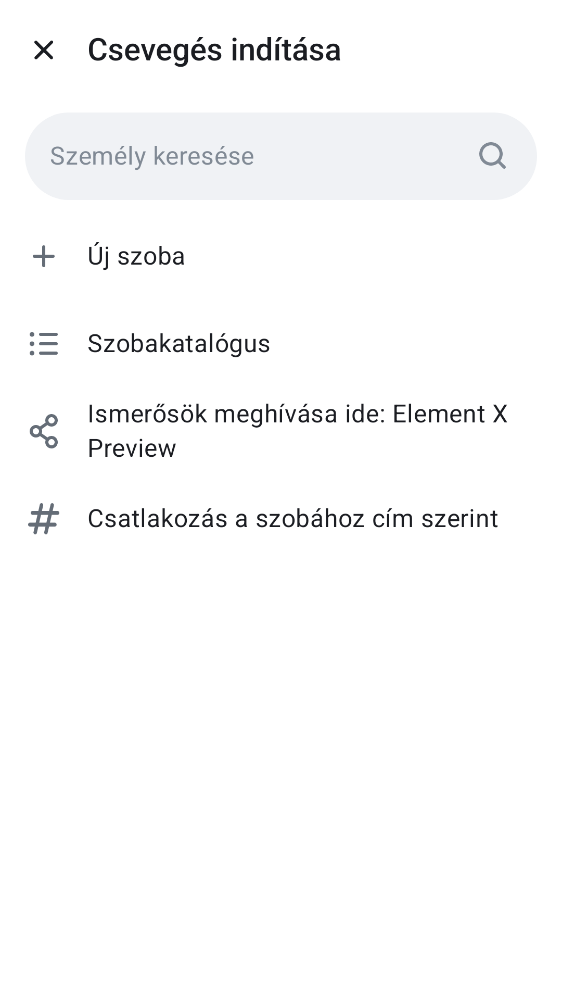 Csevegés indítása
Személy keresése
Új szoba
Szobakatalógus
Ismerősök meghívása ide: Element X
Preview
Csatlakozás a szobához cím szerint